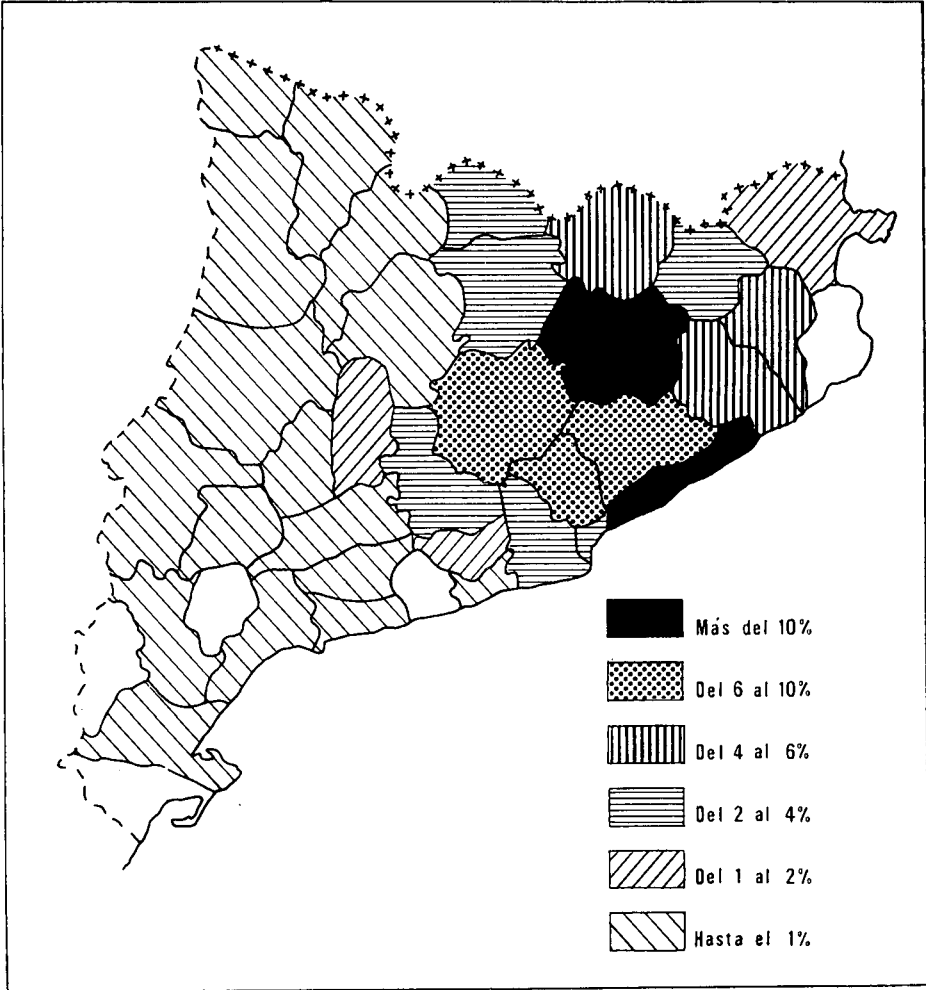 Más del 10%
Del 6 al 10%
Del 4 al 6%
Del 2 al 4%
Del 1 al 2%
Hasta el 1%